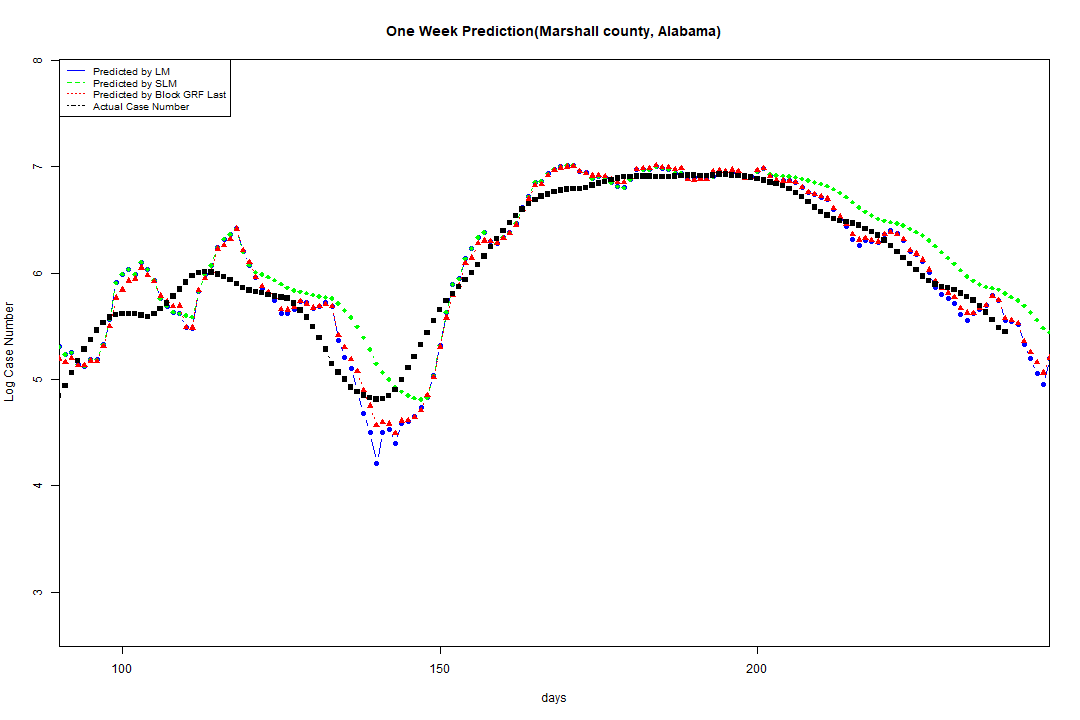 One Week Prediction(Marshall county, Alabama)
Predicted by LM
Predicted by SLM
Predicted by Block GRF Last
Actual Case Number
Log Case Number
8
7
6
5
4
3
100 150 200
days